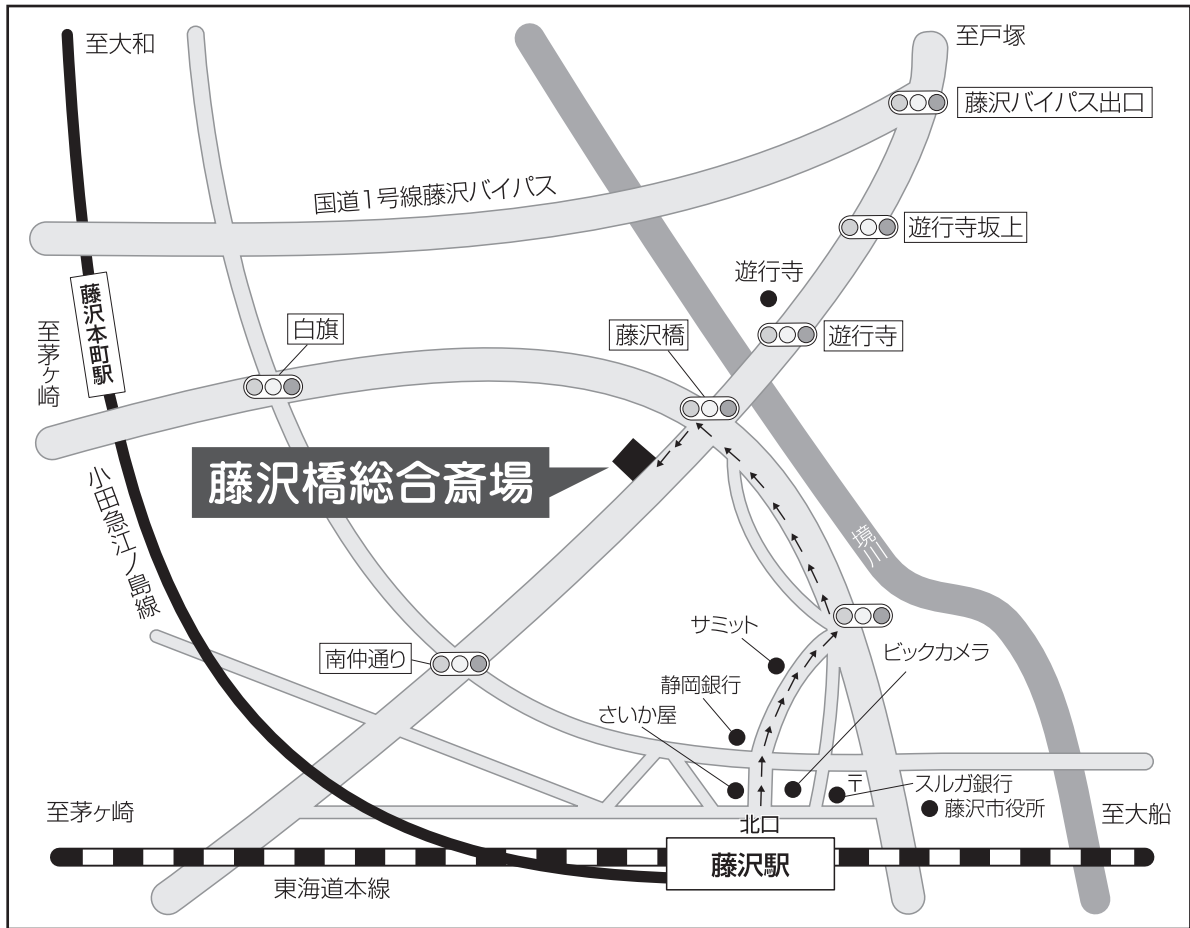 至大和
至戸塚
藤沢バイパス出口
国道1号線藤沢バイパス
遊行寺坂上
遊行寺
藤沢本町駅
至茅ヶ崎
白旗
藤沢橋
遊行寺
藤沢橋総合斎場
小田急江ノ島線
境川
サミット
ビックカメラ
南仲通り
静岡銀行
さいか屋
〒
スルガ銀行
藤沢市役所
至茅ヶ崎
至大船
北口
藤沢駅
東海道本線